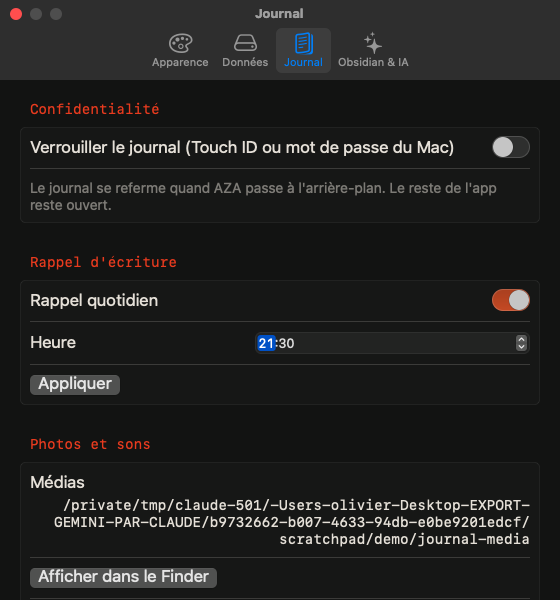 Journal
Apparence
Données
Journal
Obsidian & IA
Confidentialité
Verrouiller le journal (Touch ID ou mot de passe du Mac)
Le journal se referme quand AZA passe à l'arrière-plan. Le reste de l'app
reste ouvert.
Rappel d'écriture
Rappel quotidien
Heure
21:30
Appliquer
Photos et sons
Médias
/private/tmp/claude-501/-Users-olivier-Desktop-EXPORT-
GEMINI-PAR-CLAUDE/b9732662-b007-4633-94db-e0be9201edcf/
scratchpad/demo/journal-media
Afficher dans le Finder